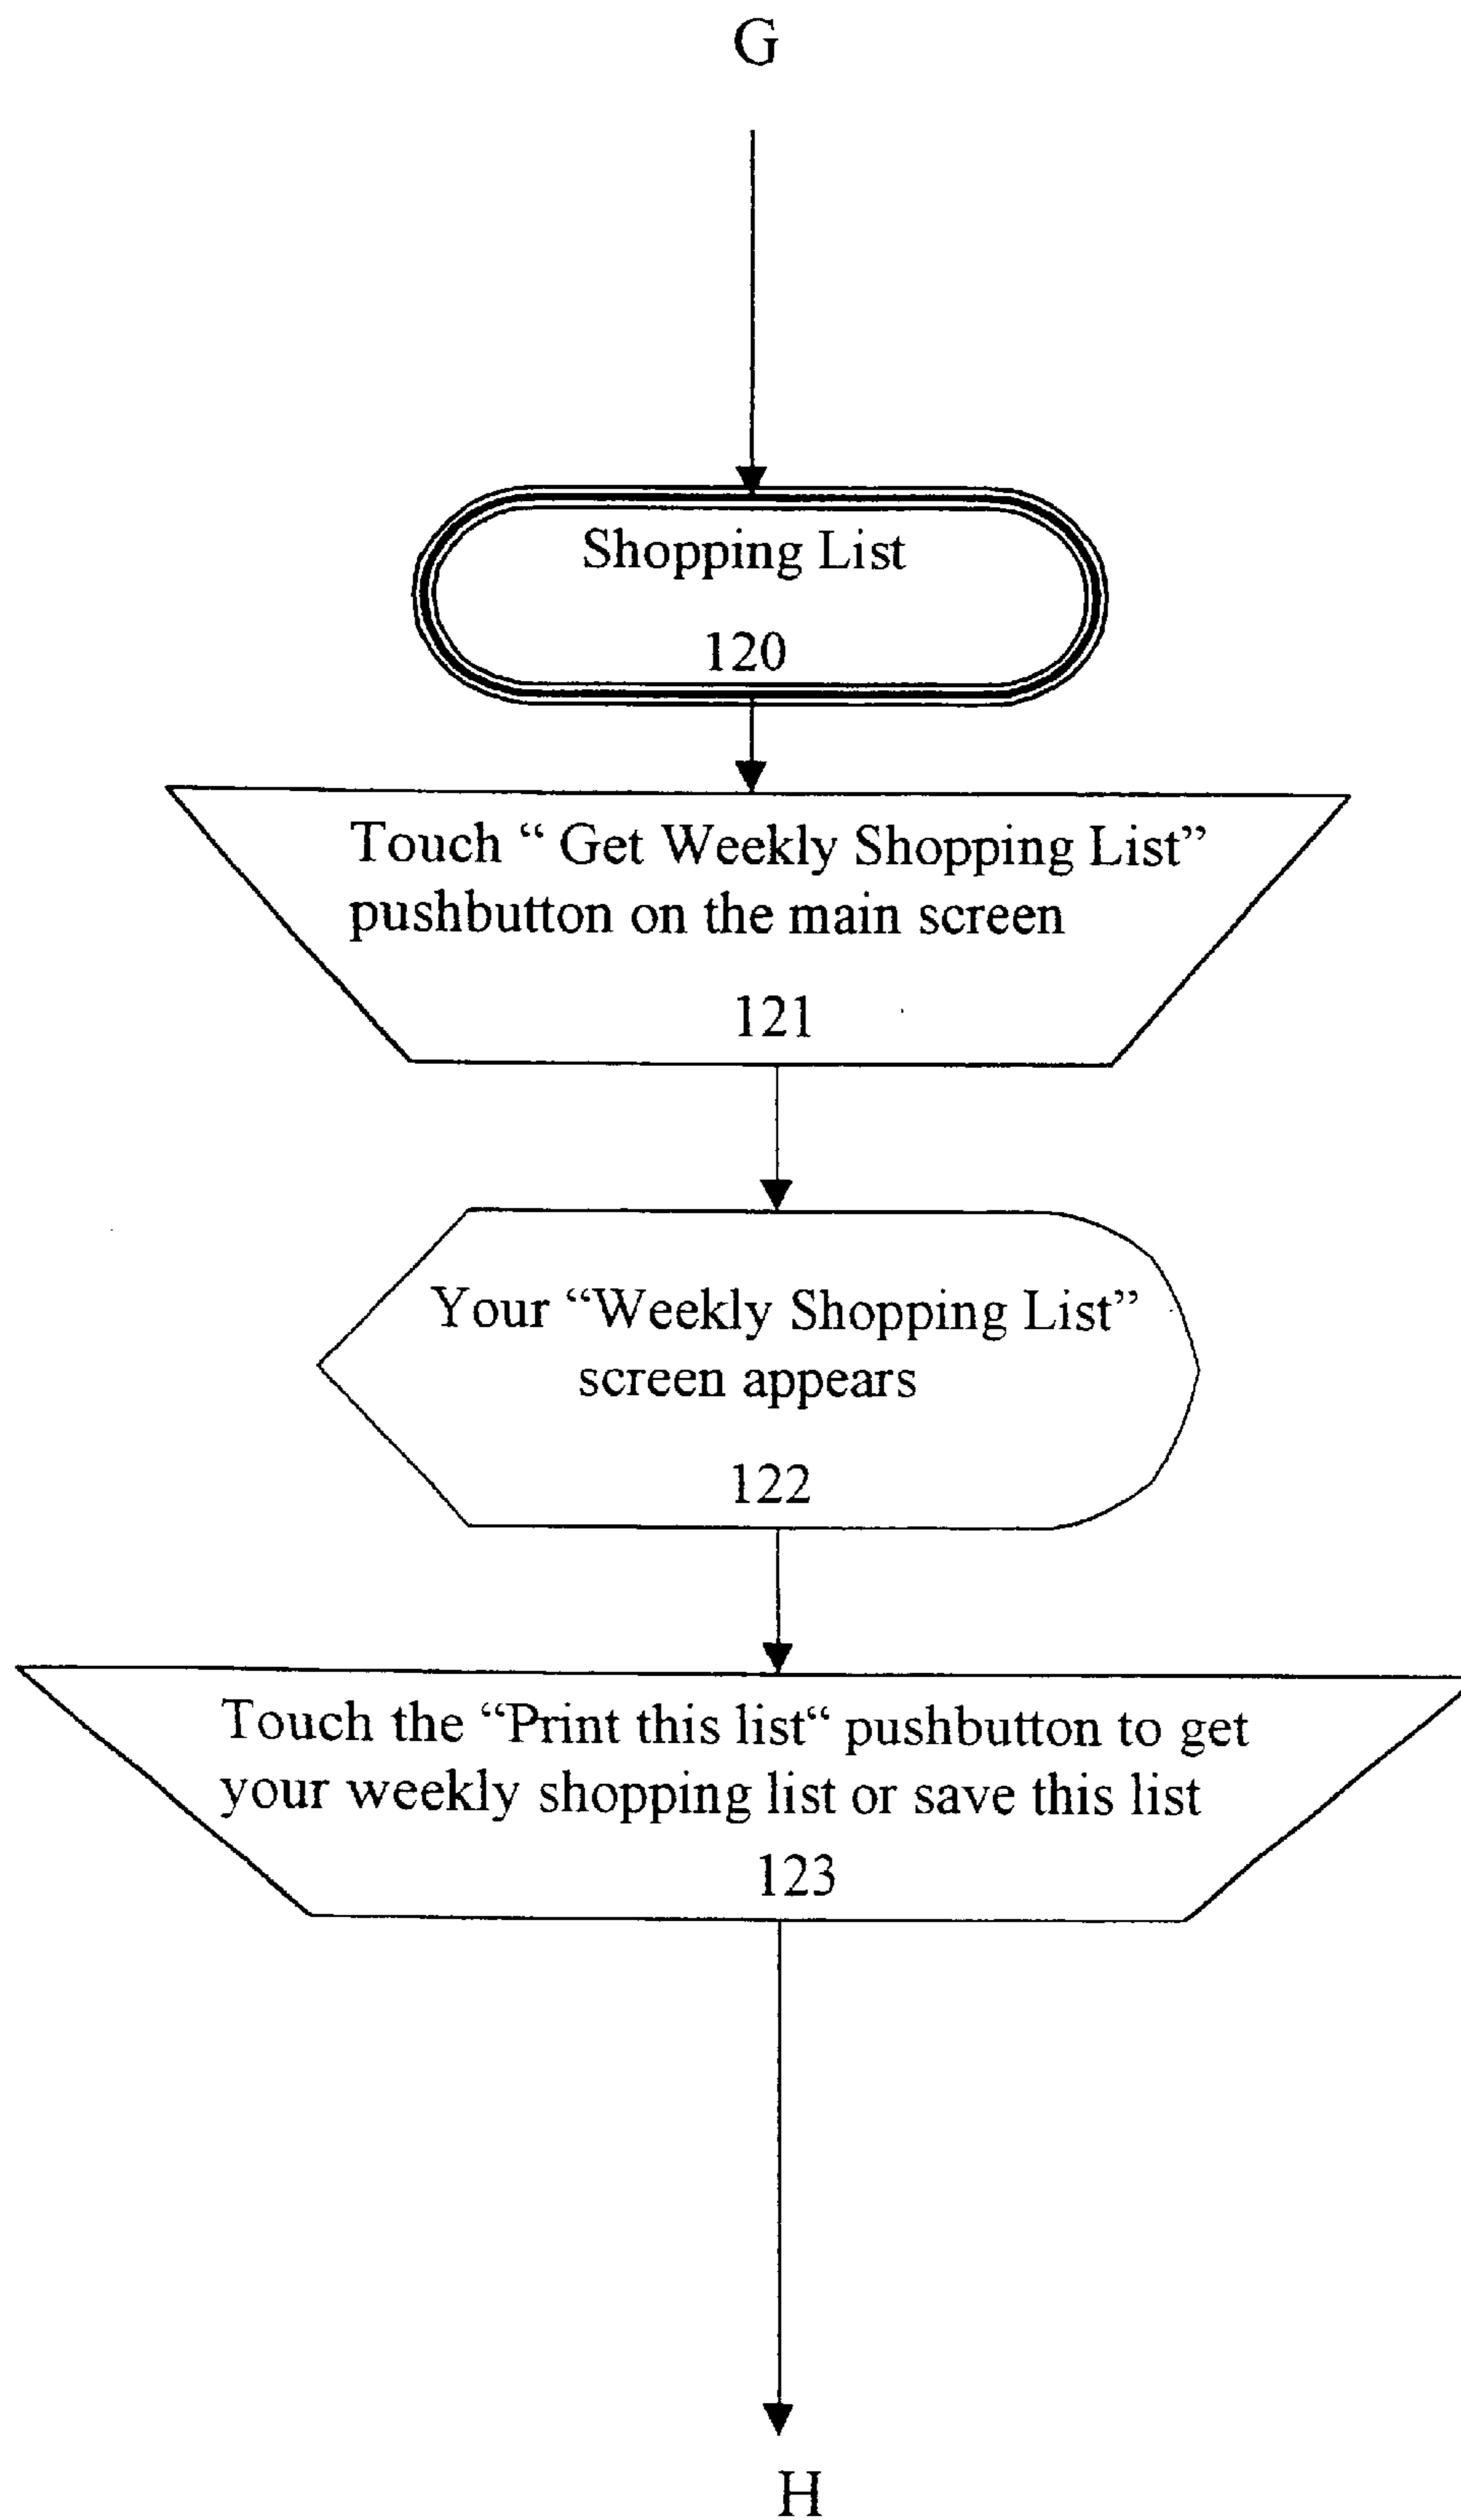 G
Shopping List
120
Touch “ Get Weekly Shopping List”
pushbutton on the main screen
121
Your “Weekly Shopping List”
screen appears
122
Touch the “Print this list“ pushbutton to get
your weekly shopping list or save this list
123
H